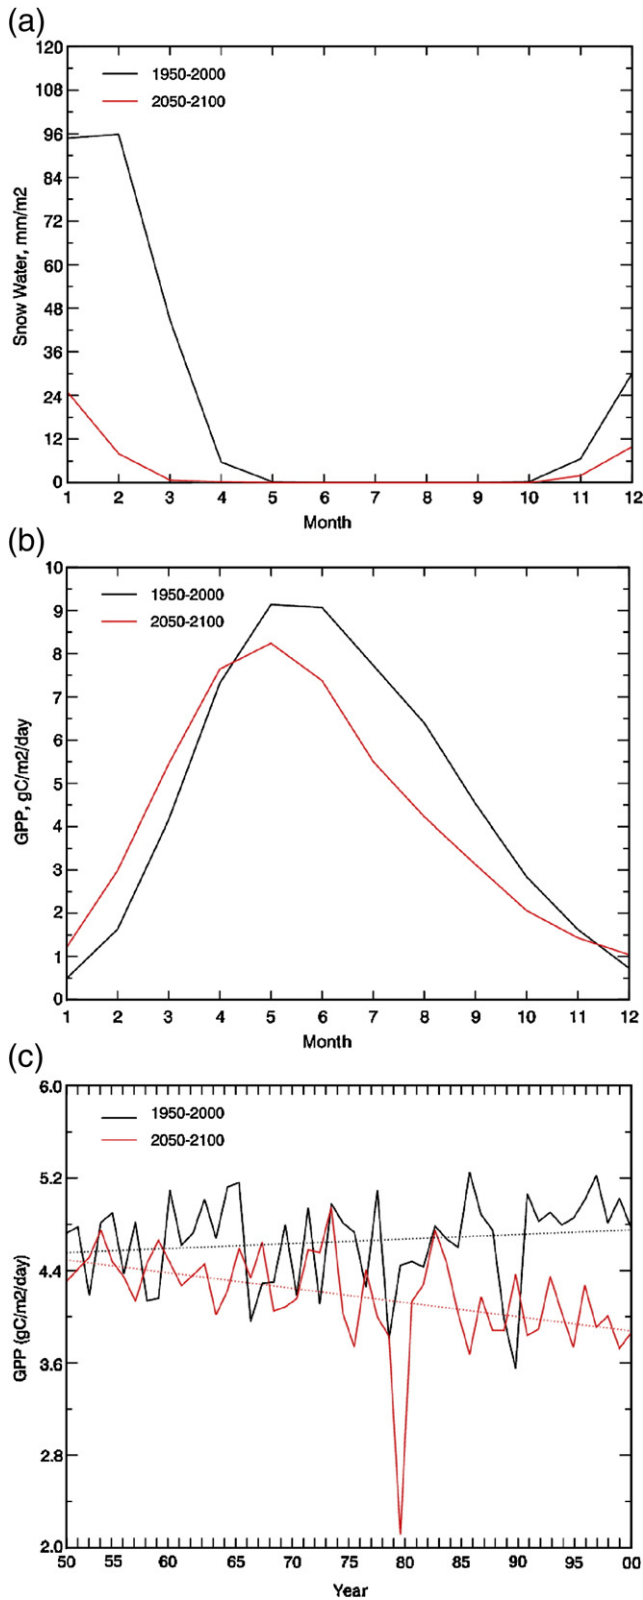 (a)
120
108
96
84
72
60
48
36
24
12
0
Snow Water, mm/m2
1950-2000
2050-2100
1 2 3 4 5 6 7 8 9 10 11 12
Month
(b)
10
9
8
7
6
5
4
3
2
1
0
GPP, gC/m2/day
1950-2000
2050-2100
1 2 3 4 5 6 7 8 9 10 11 12
Month
(c)
6.0
5.2
4.4
3.6
2.8
2.0
GPP (gC/m2/day)
1950-2000
2050-2100
50 55 60 65 70 75 80 85 90 95 00
Year